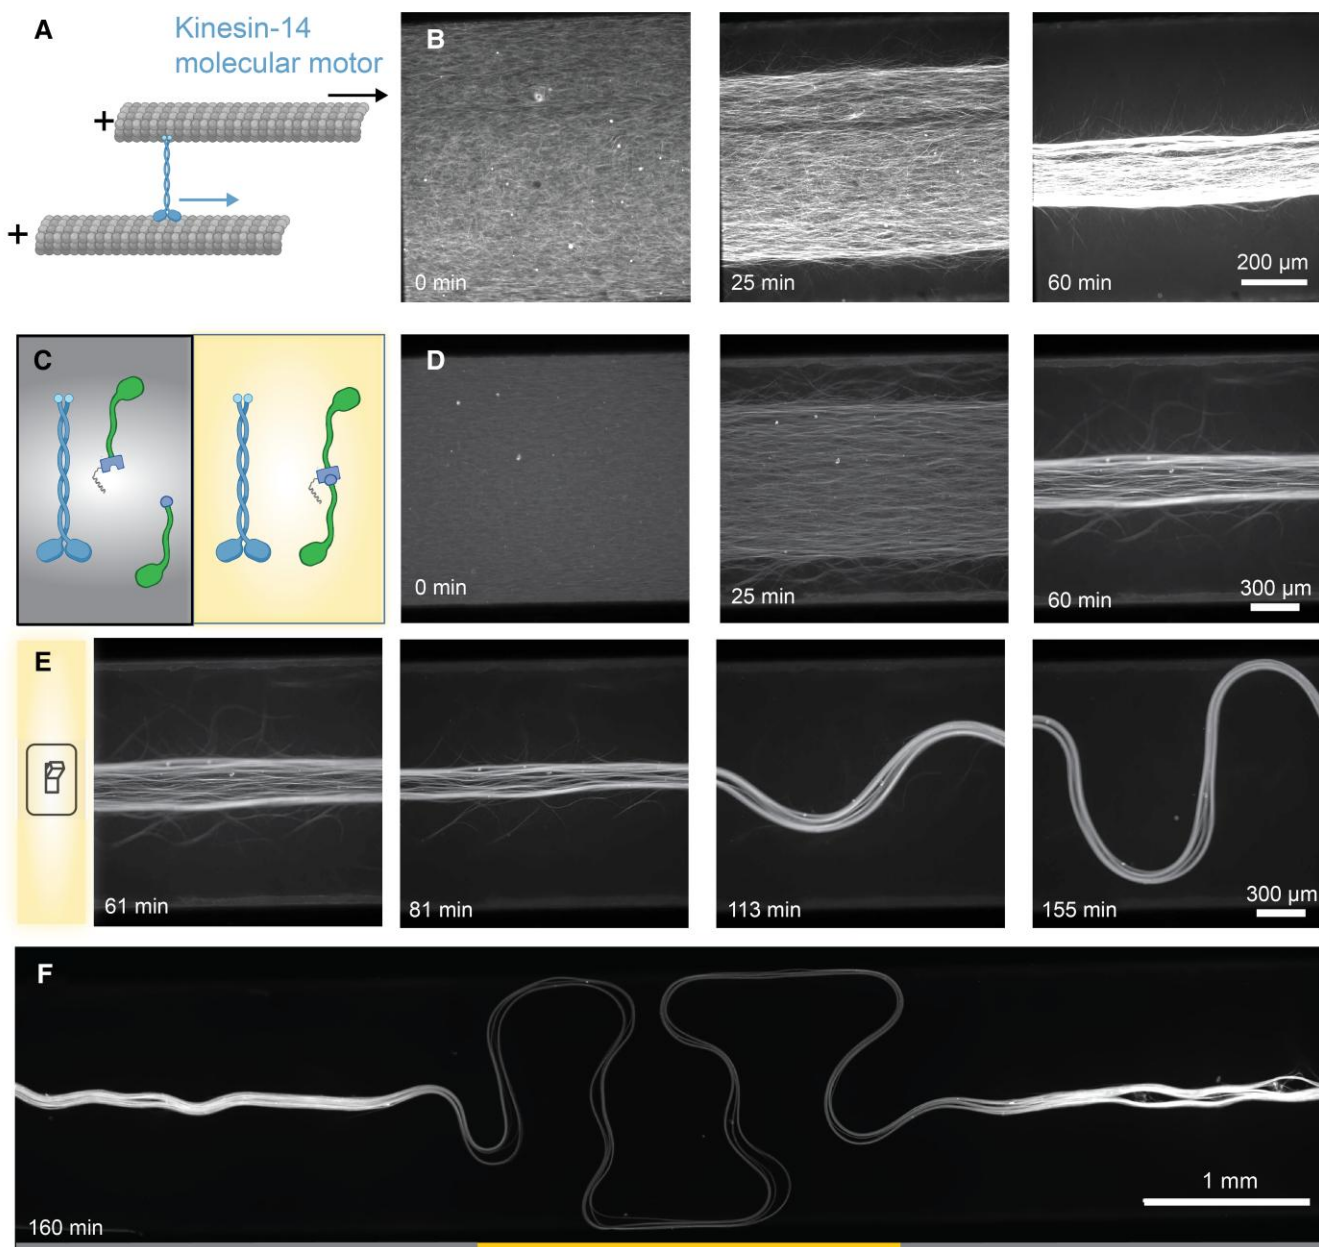 A
Kinesin-14
molecular motor
+
+
B
0 min
25 min
60 min
200 µm
C
D
0 min
25 min
60 min
300 µm
E
61 min
81 min
113 min
155 min
300 µm
F
160 min
1 mm